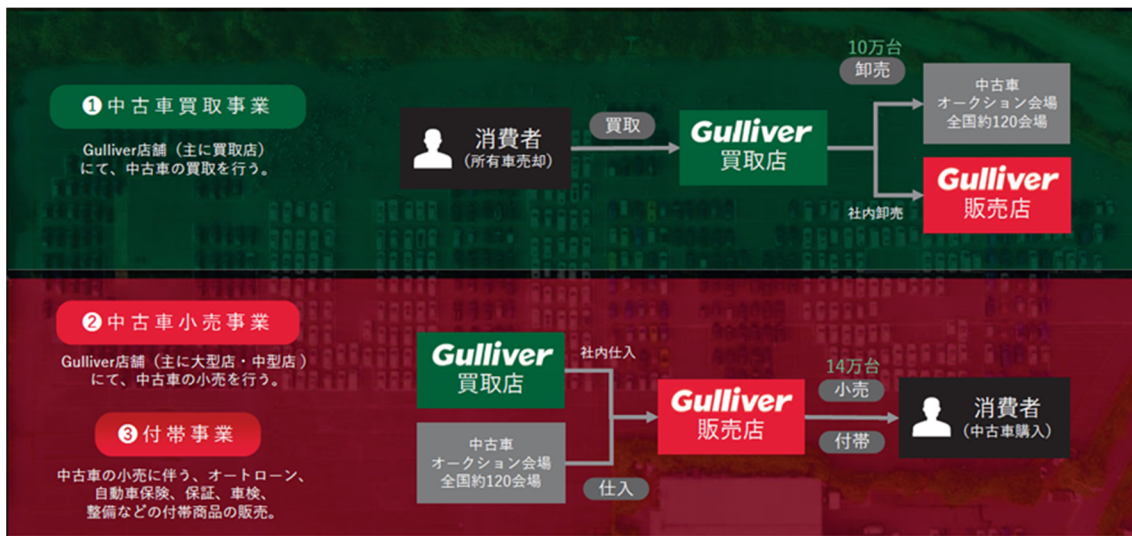 ❶中古車買取事業
Gulliver店舗（主に買取店）
にて、中古車の買取を行う。
消費者
（所有車売却）
買取
Gulliver
買取店
10万台
卸売
中古車
オークション会場
全国約120会場
社内卸売
Gulliver
販売店
❷中古車小売事業
Gulliver店舗（主に大型店・中型店）
にて、中古車の小売を行う。
❸付帯事業
中古車の小売に伴う、オートローン、
自動車保険、保証、車検、
整備などの付帯商品の販売。
Gulliver
買取店
社内仕入
中古車
オークション会場
全国約120会場
仕入
Gulliver
販売店
14万台
小売
付帯
消費者
（中古車購入）